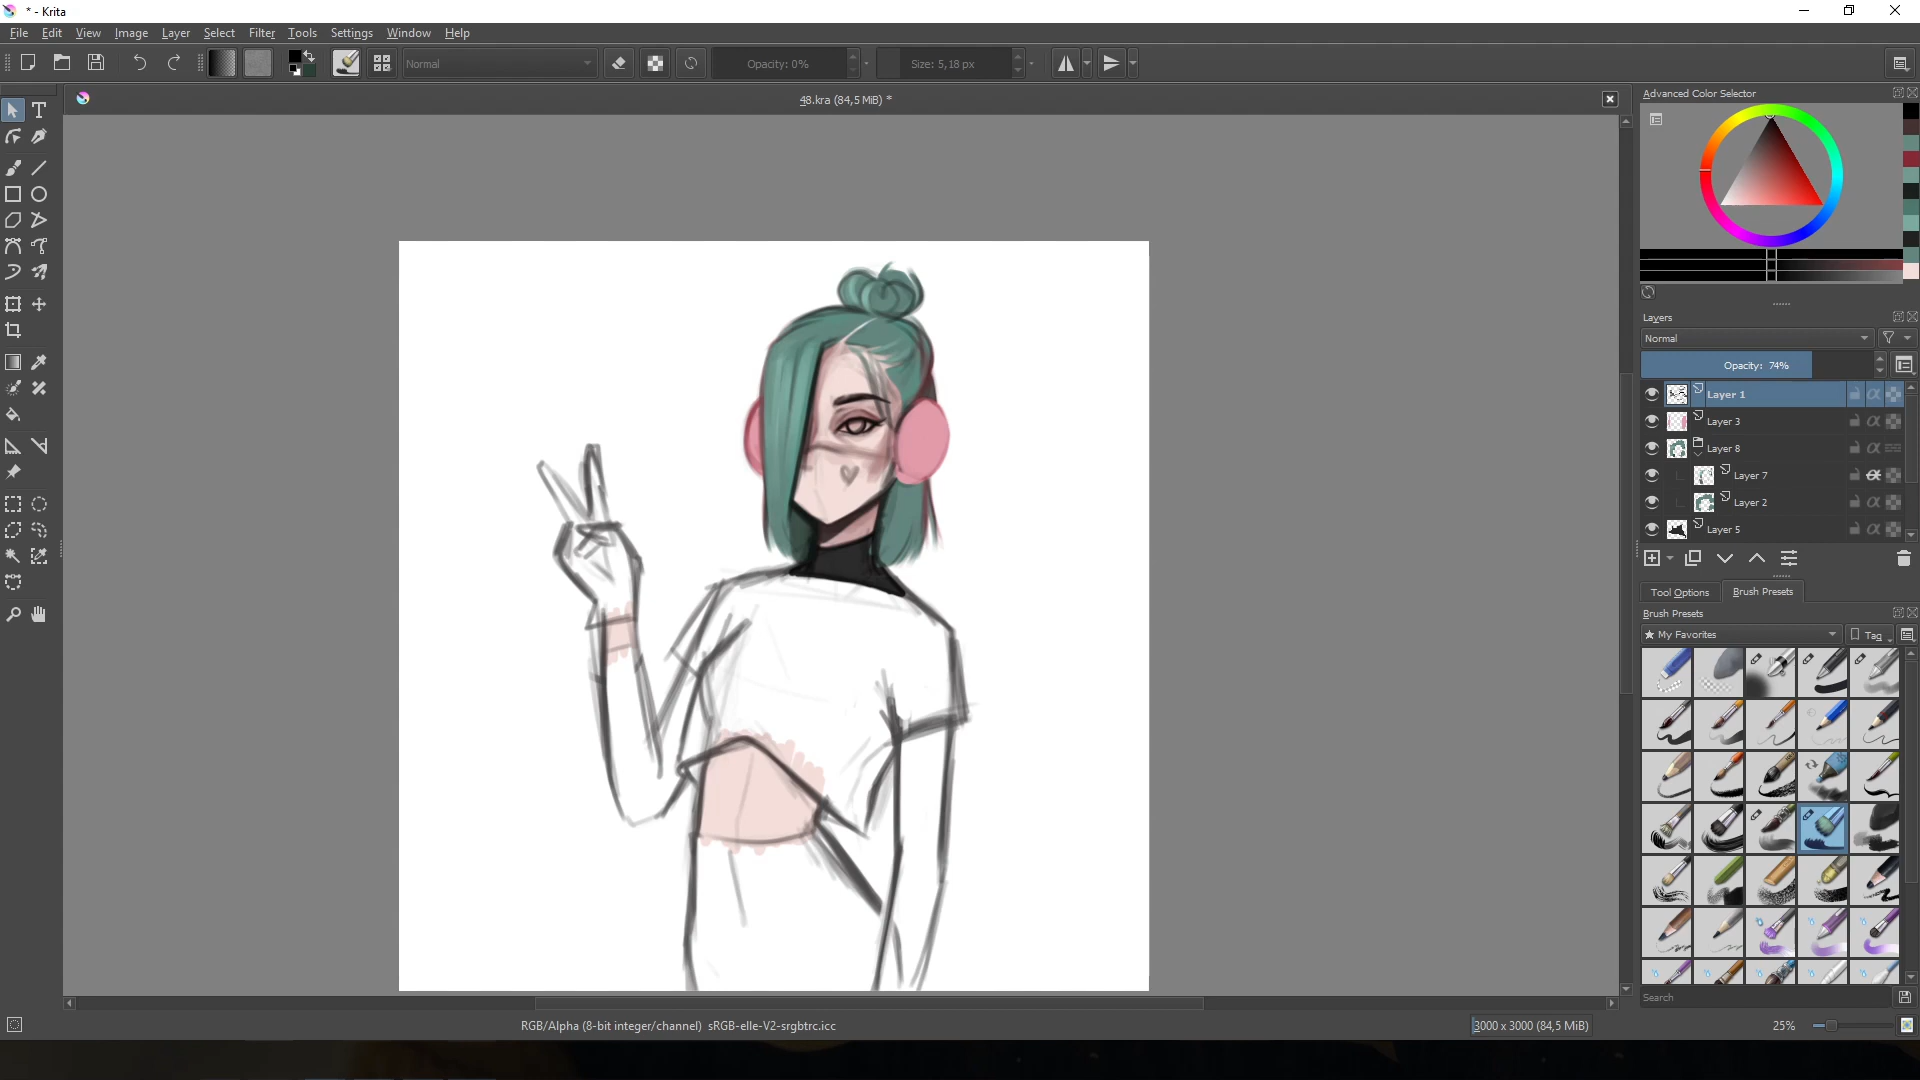 * - Krita
File Edit View Image Layer Select Filter Tools Settings Window Help
Normal Opacity: 0% Size: 5,18 px
48.kra (84,5 MiB) *
Advanced Color Selector
Layers
Normal
Opacity: 74%
Layer 1
Layer 3
Layer 8
Layer 7
Layer 2
Layer 5
Tool Options Brush Presets
Brush Presets
★ My Favorites Tag
Search
RGB/Alpha (8-bit integer/channel) sRGB-elle-V2-srgbtrc.icc 3000 x 3000 (84,5 MiB) 25%